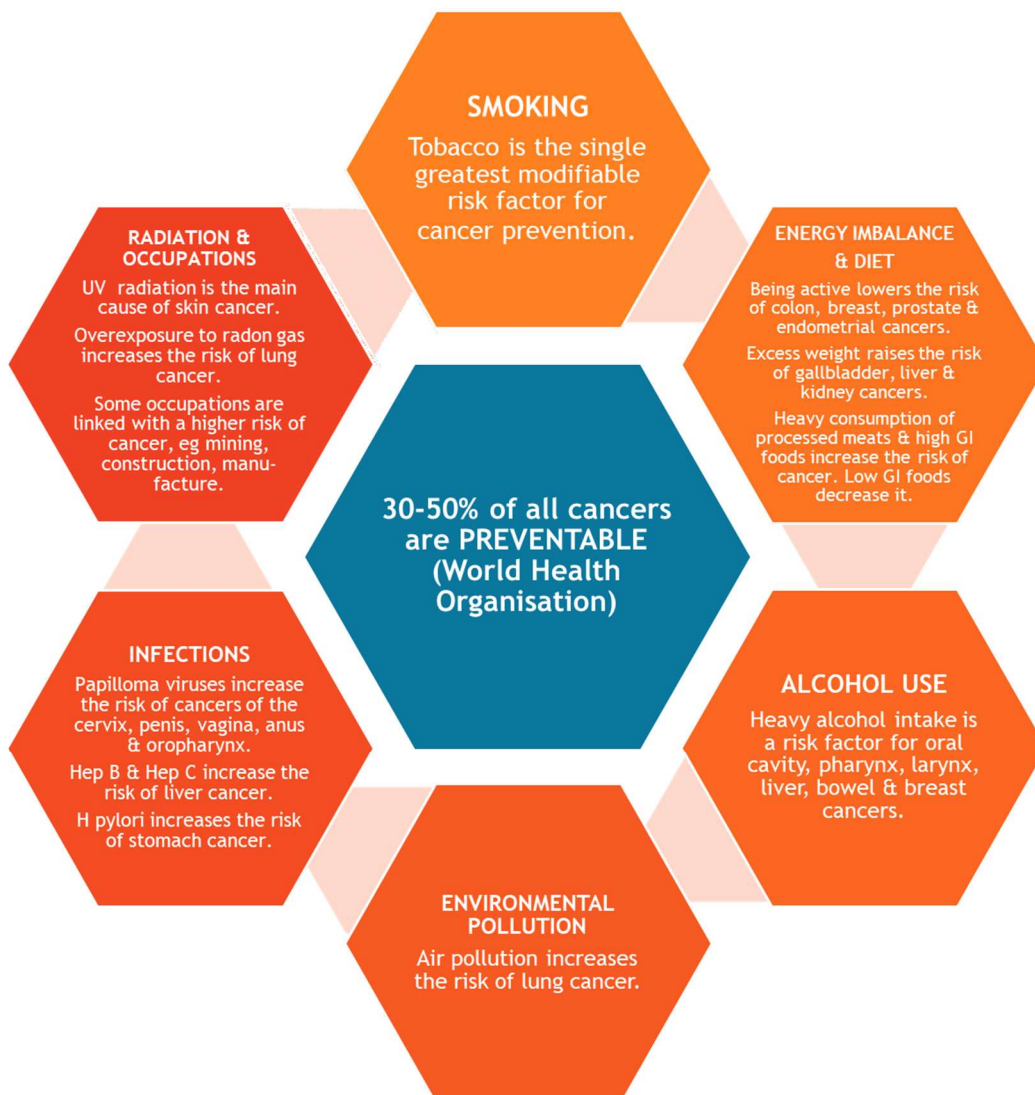 SMOKING
Tobacco is the single
greatest modifiable
risk factor for
cancer prevention.
ENERGY IMBALANCE
& DIET
Being active lowers the risk
of colon, breast, prostate &
endometrial cancers.
Excess weight raises the risk
of gallbladder, liver &
kidney cancers.
Heavy consumption of
processed meats & high GI
foods increase the risk of
cancer. Low GI foods
decrease it.
ALCOHOL USE
Heavy alcohol intake is
a risk factor for oral
cavity, pharynx, larynx,
liver, bowel & breast
cancers.
ENVIRONMENTAL
POLLUTION
Air pollution increases
the risk of lung cancer.
INFECTIONS
Papilloma viruses increase
the risk of cancers of the
cervix, penis, vagina, anus
& oropharynx.
Hep B & Hep C increase the
risk of liver cancer.
H pylori increases the risk
of stomach cancer.
RADIATION &
OCCUPATIONS
UV radiation is the main
cause of skin cancer.
Overexposure to radon gas
increases the risk of lung
cancer.
Some occupations are
linked with a higher risk of
cancer, eg mining,
construction, manu-
facture.
30-50% of all cancers
are PREVENTABLE
(World Health
Organisation)